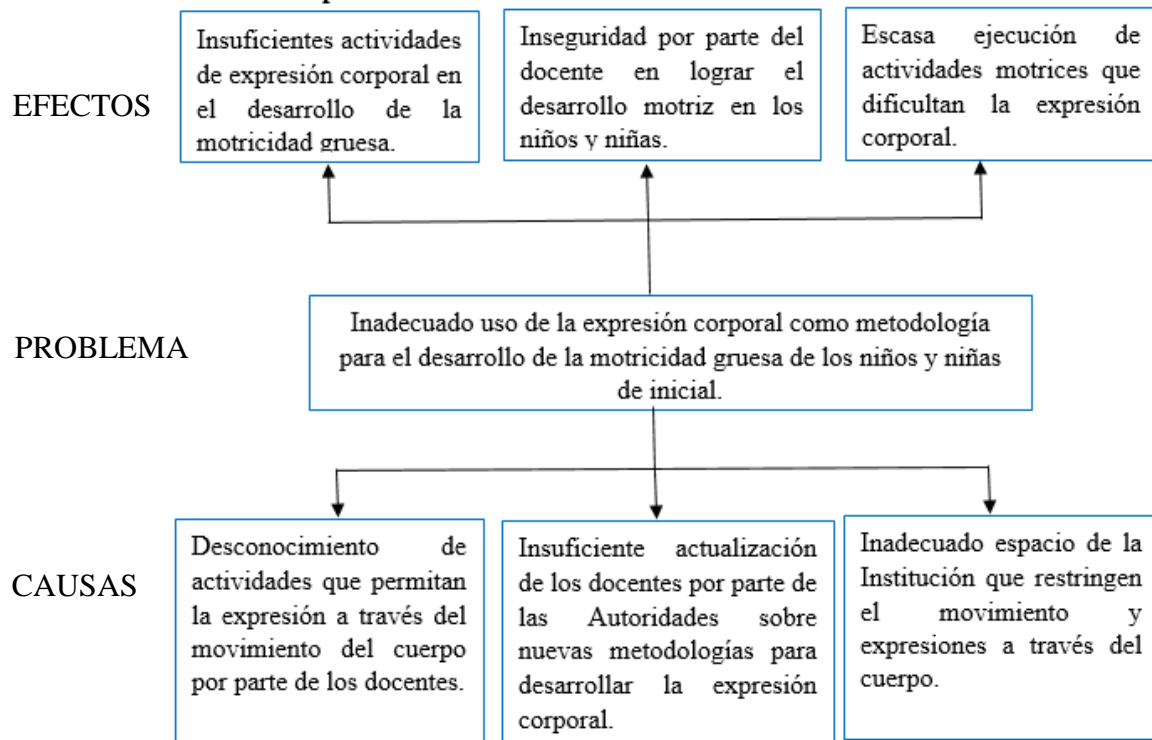 Insuficientes actividades
de expresión corporal en
el desarrollo de la
motricidad gruesa.
Inseguridad por parte del
docente en lograr el
desarrollo motriz en los
niños y niñas.
Escasa ejecución de
actividades motrices que
dificultan la expresión
corporal.
EFECTOS
PROBLEMA
Inadecuado uso de la expresión corporal como metodología
para el desarrollo de la motricidad gruesa de los niños y niñas
de inicial.
CAUSAS
Desconocimiento de
actividades que permitan
la expresión a través del
movimiento del cuerpo
por parte de los docentes.
Insuficiente actualización
de los docentes por parte de
las Autoridades sobre
nuevas metodologías para
desarrollar la expresión
corporal.
Inadecuado espacio de la
Institución que restringen
el movimiento y
expresiones a través del
cuerpo.